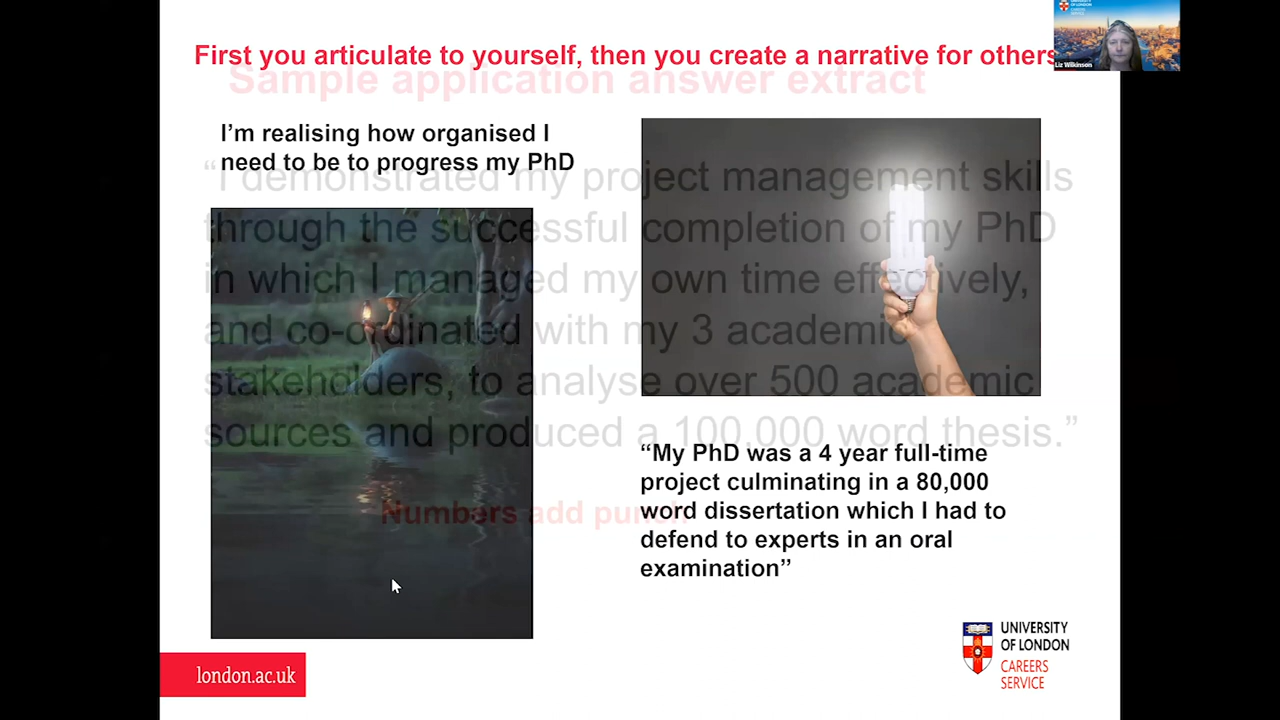 First you articulate to yourself, then you create a narrative for others
Sample application answer extract
I'm realising how organised I
need to be to progress my PhD
“I demonstrated my project management skills
through the successful completion of my PhD
in which I managed my own time effectively,
and co-ordinated with my 3 academic
stakeholders, to analyse over 500 academic
sources and produced a 100,000 word thesis.”
Numbers add punch
“My PhD was a 4 year full-time
project culminating in a 80,000
word dissertation which I had to
defend to experts in an oral
examination”
london.ac.uk
UNIVERSITY
OF LONDON
CAREERS
SERVICE
UNIVERSITY
OF LONDON
CAREERS
SERVICE
Liz Wilkinson